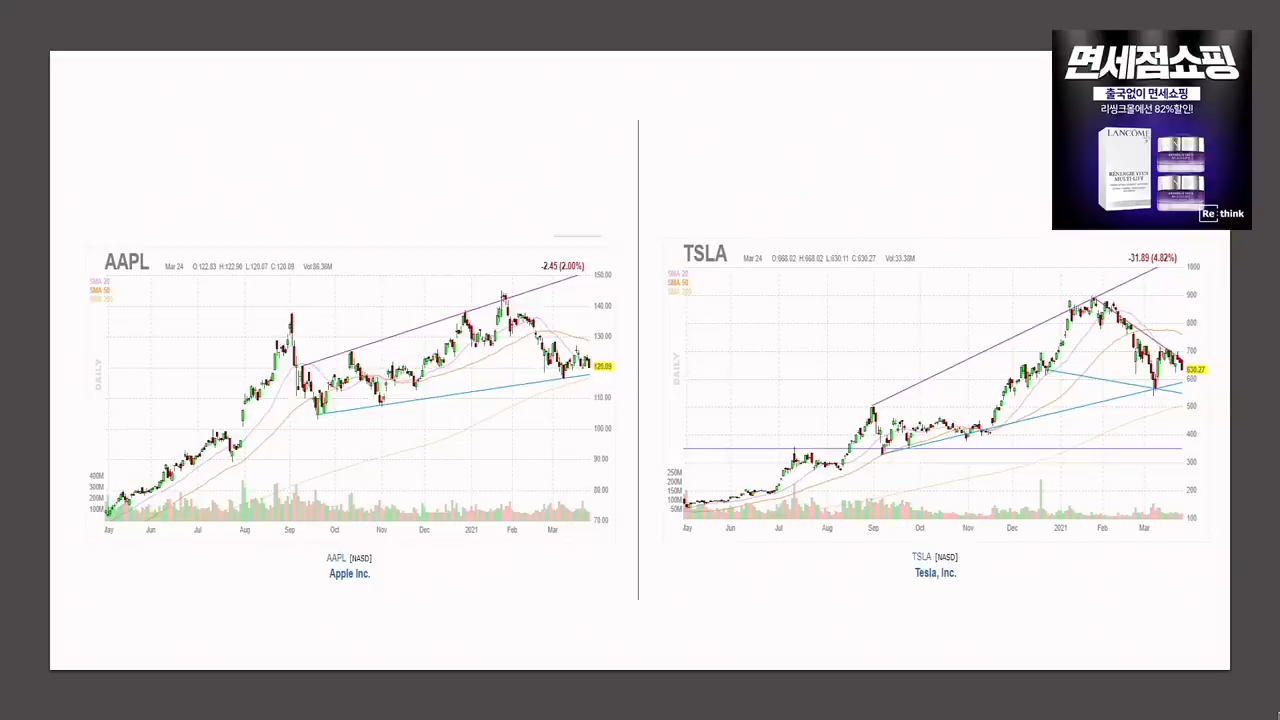 면세점쇼핑
출국없이 면세쇼핑
리씽크몰에선 82%할인!
LANCÔME
RÉNERGIE YEUX
MULTI-LIFT
Re:think
AAPL
Mar 24 O:122.83 H:122.90 L:120.07 C:120.09 Vol 86.36M
-2.45 (2.00%)
SMA 20
SMA 50
SMA 200
DAILY
150.00
140.00
130.00
120.09
110.00
100.00
90.00
80.00
70.00
400M
300M
200M
100M
May Jun Jul Aug Sep Oct Nov Dec 2021 Feb Mar
AAPL [NASD]
Apple Inc.
TSLA
Mar 24 O:668.02 H:668.02 L:630.11 C:630.27 Vol:33.38M
-31.89 (4.82%)
SMA 20
SMA 50
SMA 200
DAILY
1000
900
800
700
630.27
600
500
400
300
200
100
250M
200M
150M
100M
50M
May Jun Jul Aug Sep Oct Nov Dec 2021 Feb Mar
TSLA [NASD]
Tesla, Inc.